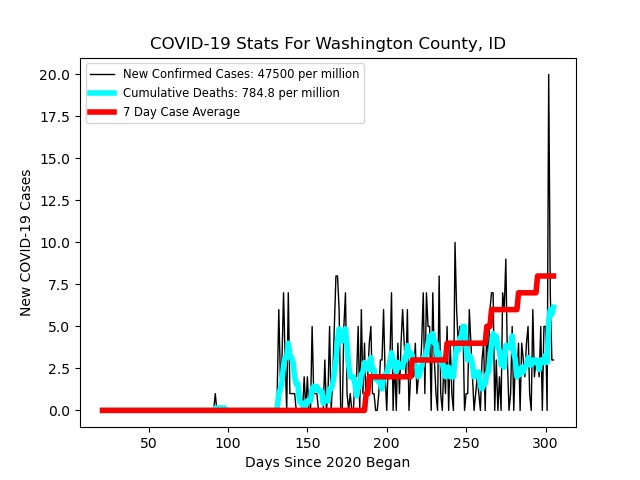 COVID-19 Stats For Washington County, ID
New Confirmed Cases: 47500 per million
Cumulative Deaths: 784.8 per million
7 Day Case Average
New COVID-19 Cases
20.0
17.5
15.0
12.5
10.0
7.5
5.0
2.5
0.0
50 100 150 200 250 300
Days Since 2020 Began